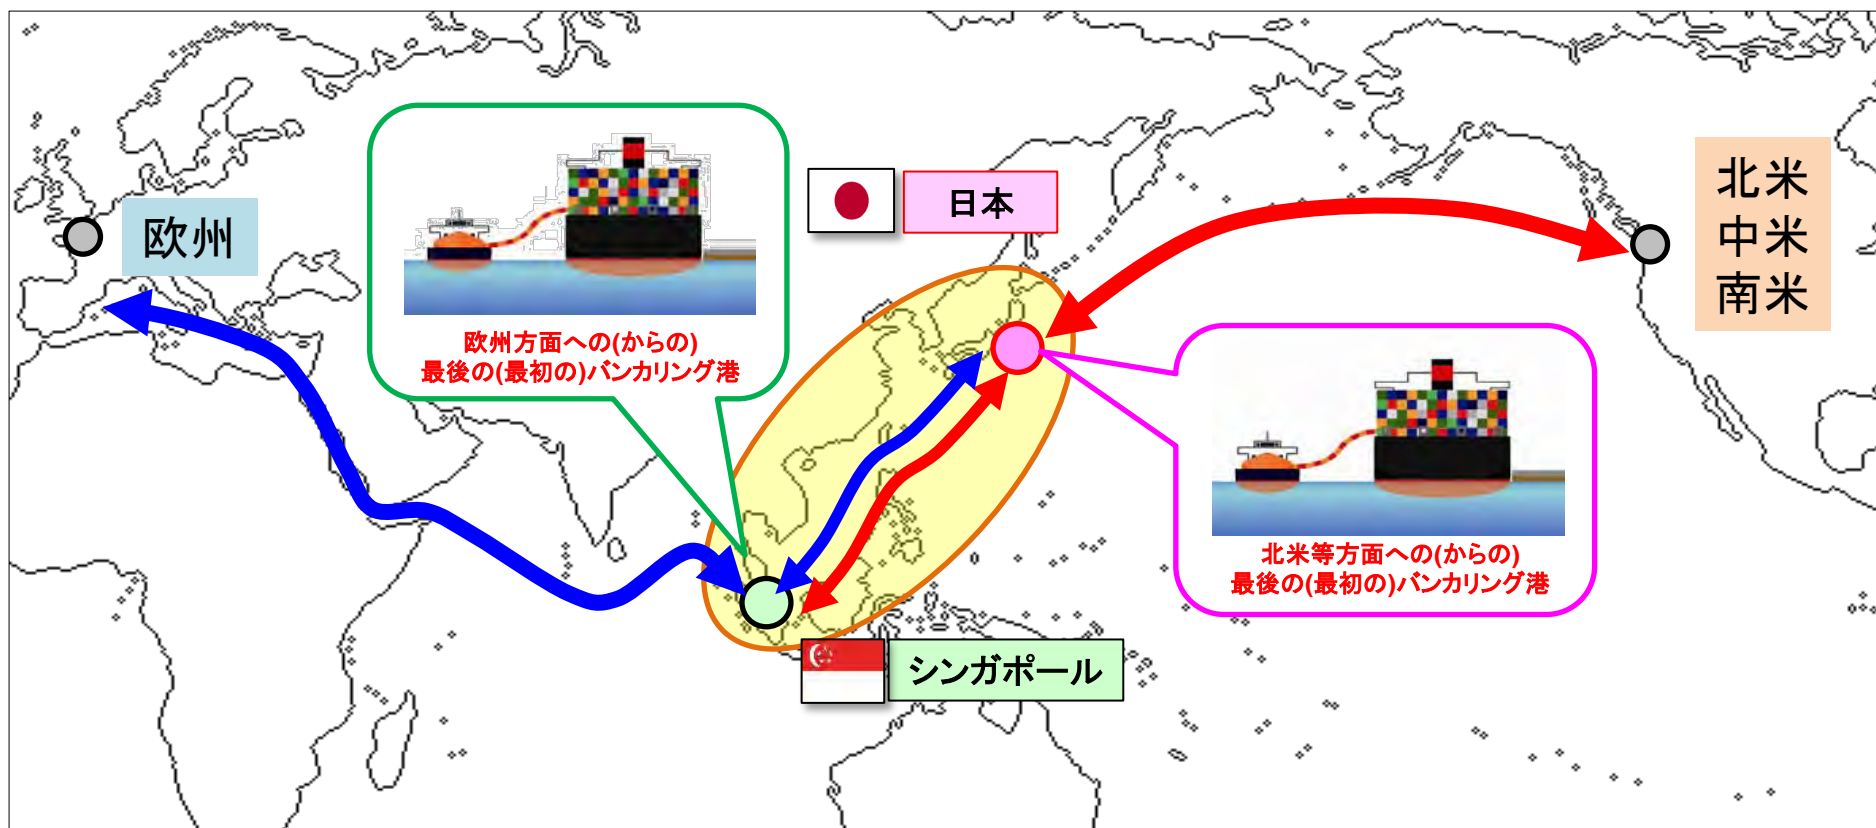 欧州
欧州方面への(からの)
最後の(最初の)バンカリング港
日本
北米
中米
南米
北米等方面への(からの)
最後の(最初の)バンカリング港
シンガポール